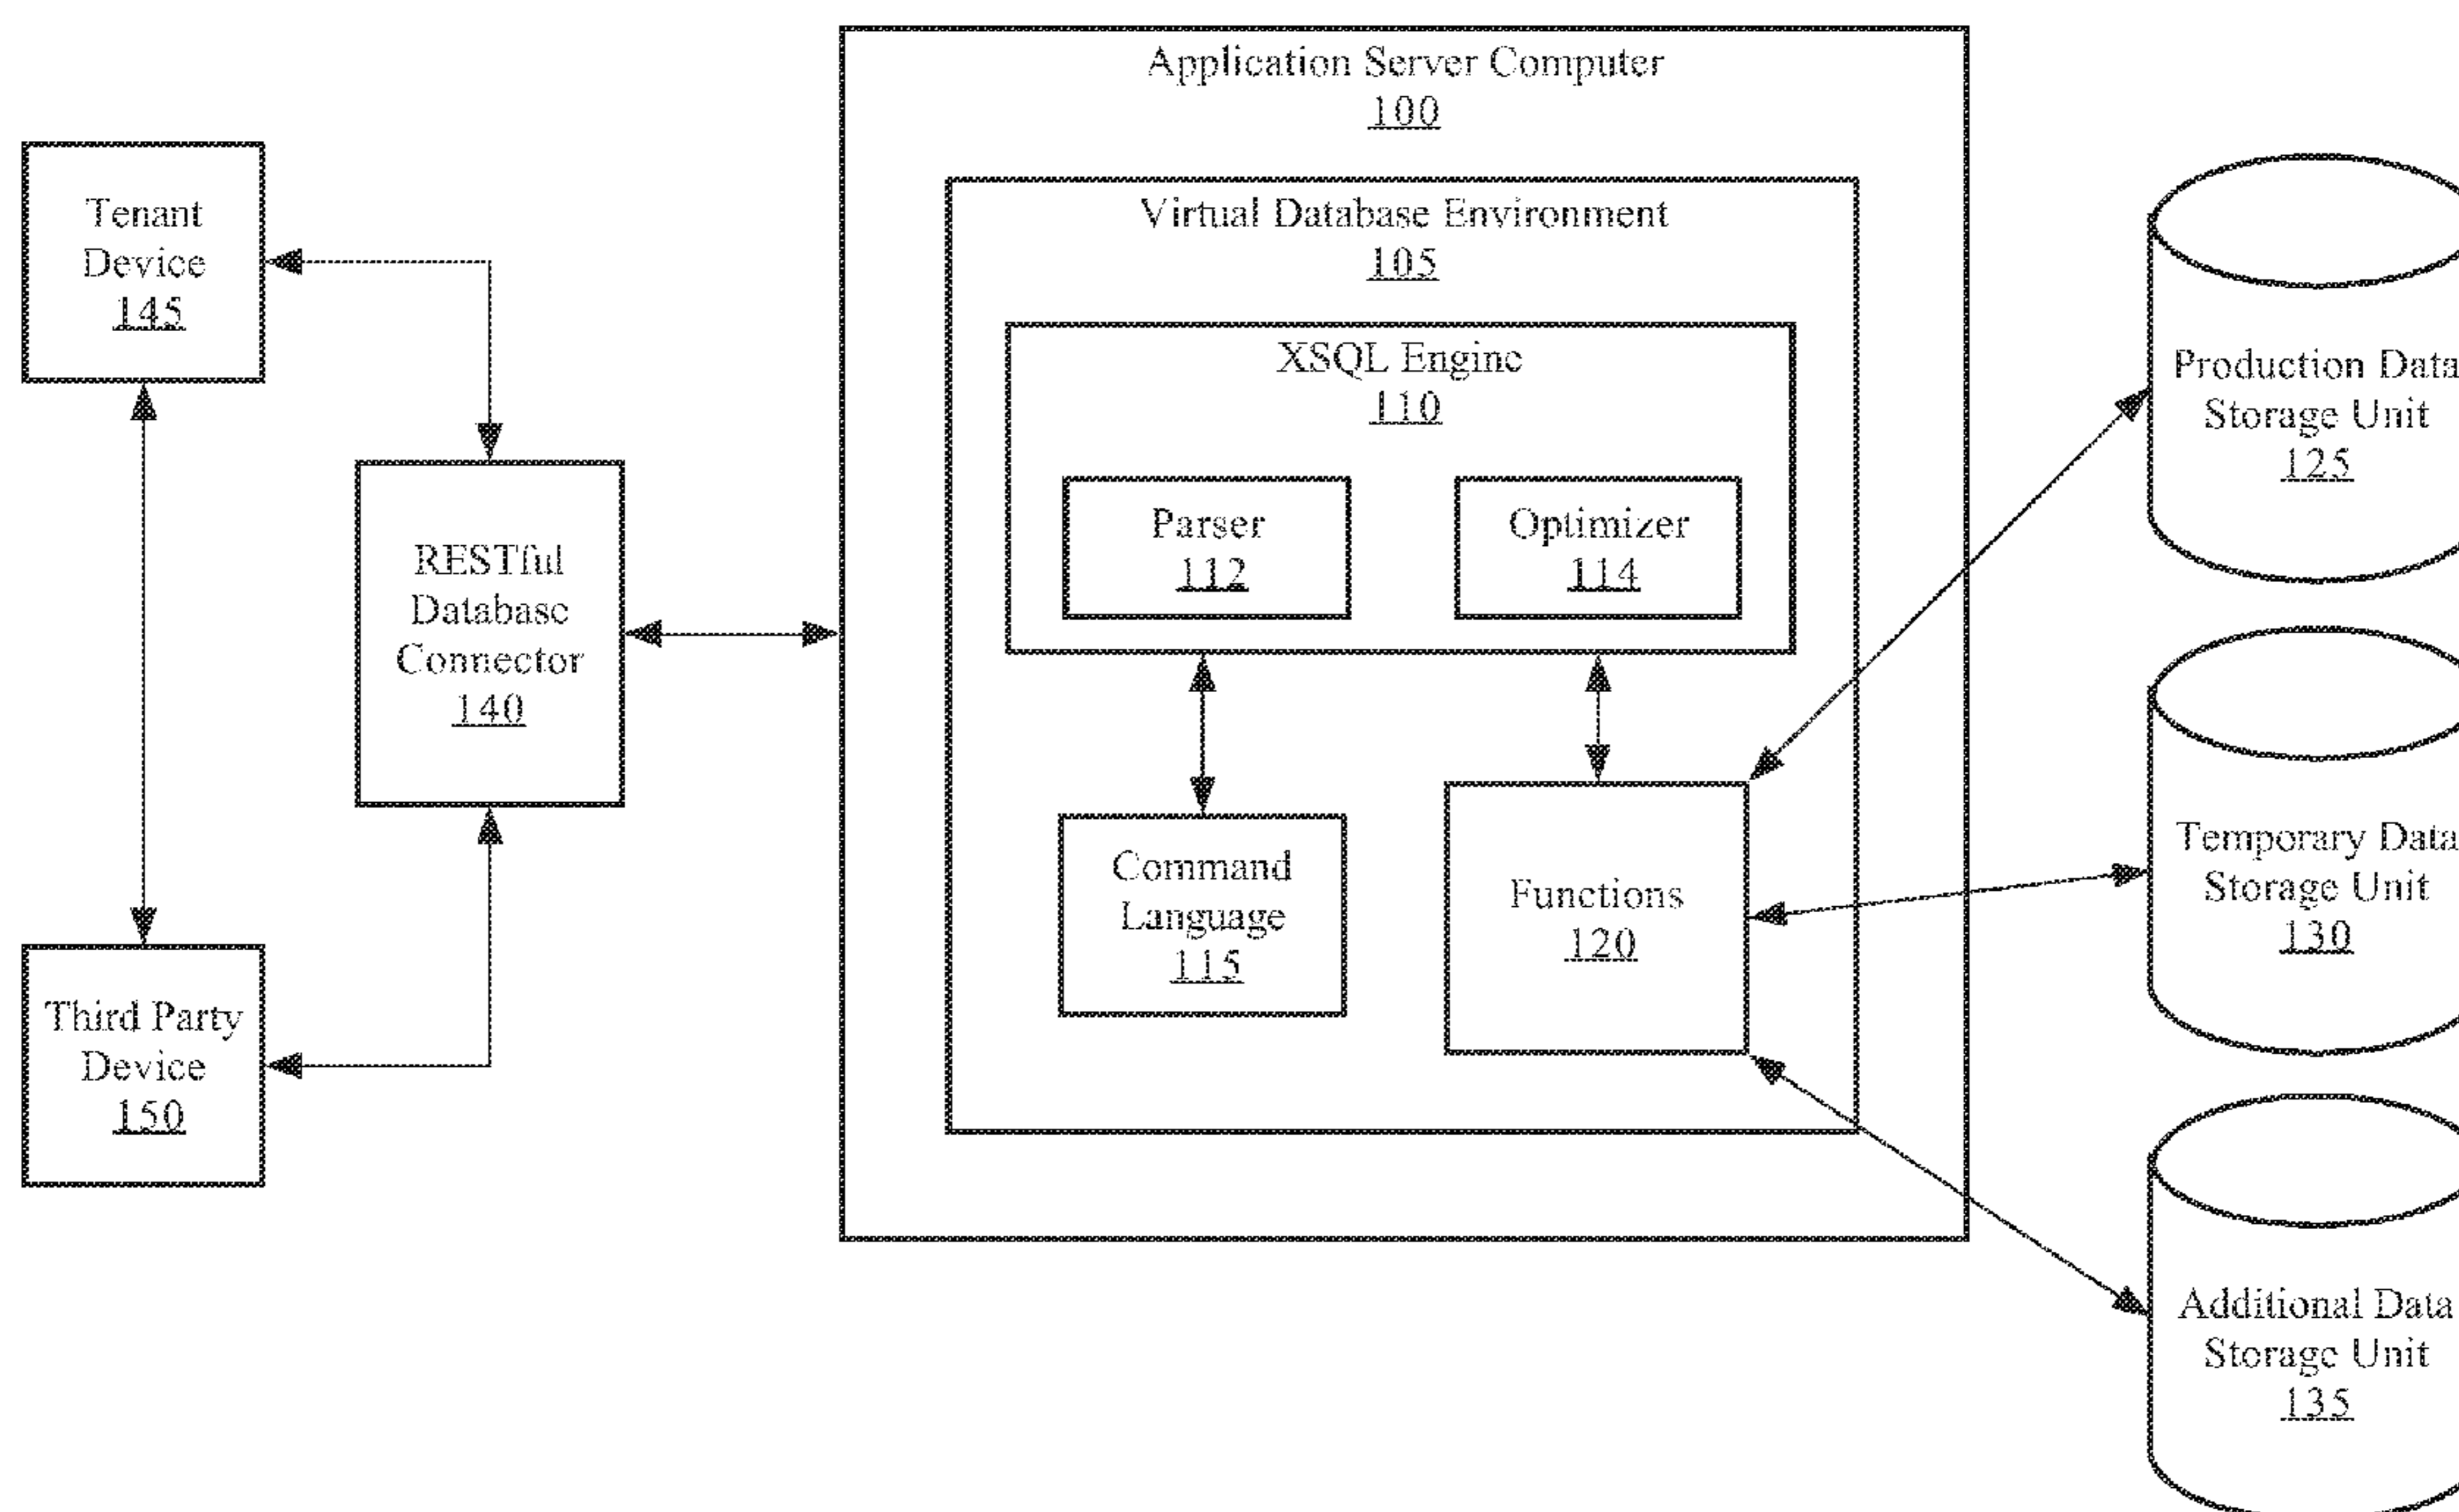 Application Server Computer
100
Tenant
Device
145
Virtual Database Environment
105
XSQL Engine
110
Parser
112
Optimizer
114
RESTful
Database
Connector
140
Command
Language
115
Functions
120
Third Party
Device
150
Production Data
Storage Unit
125
Temporary Data
Storage Unit
130
Additional Data
Storage Unit
135